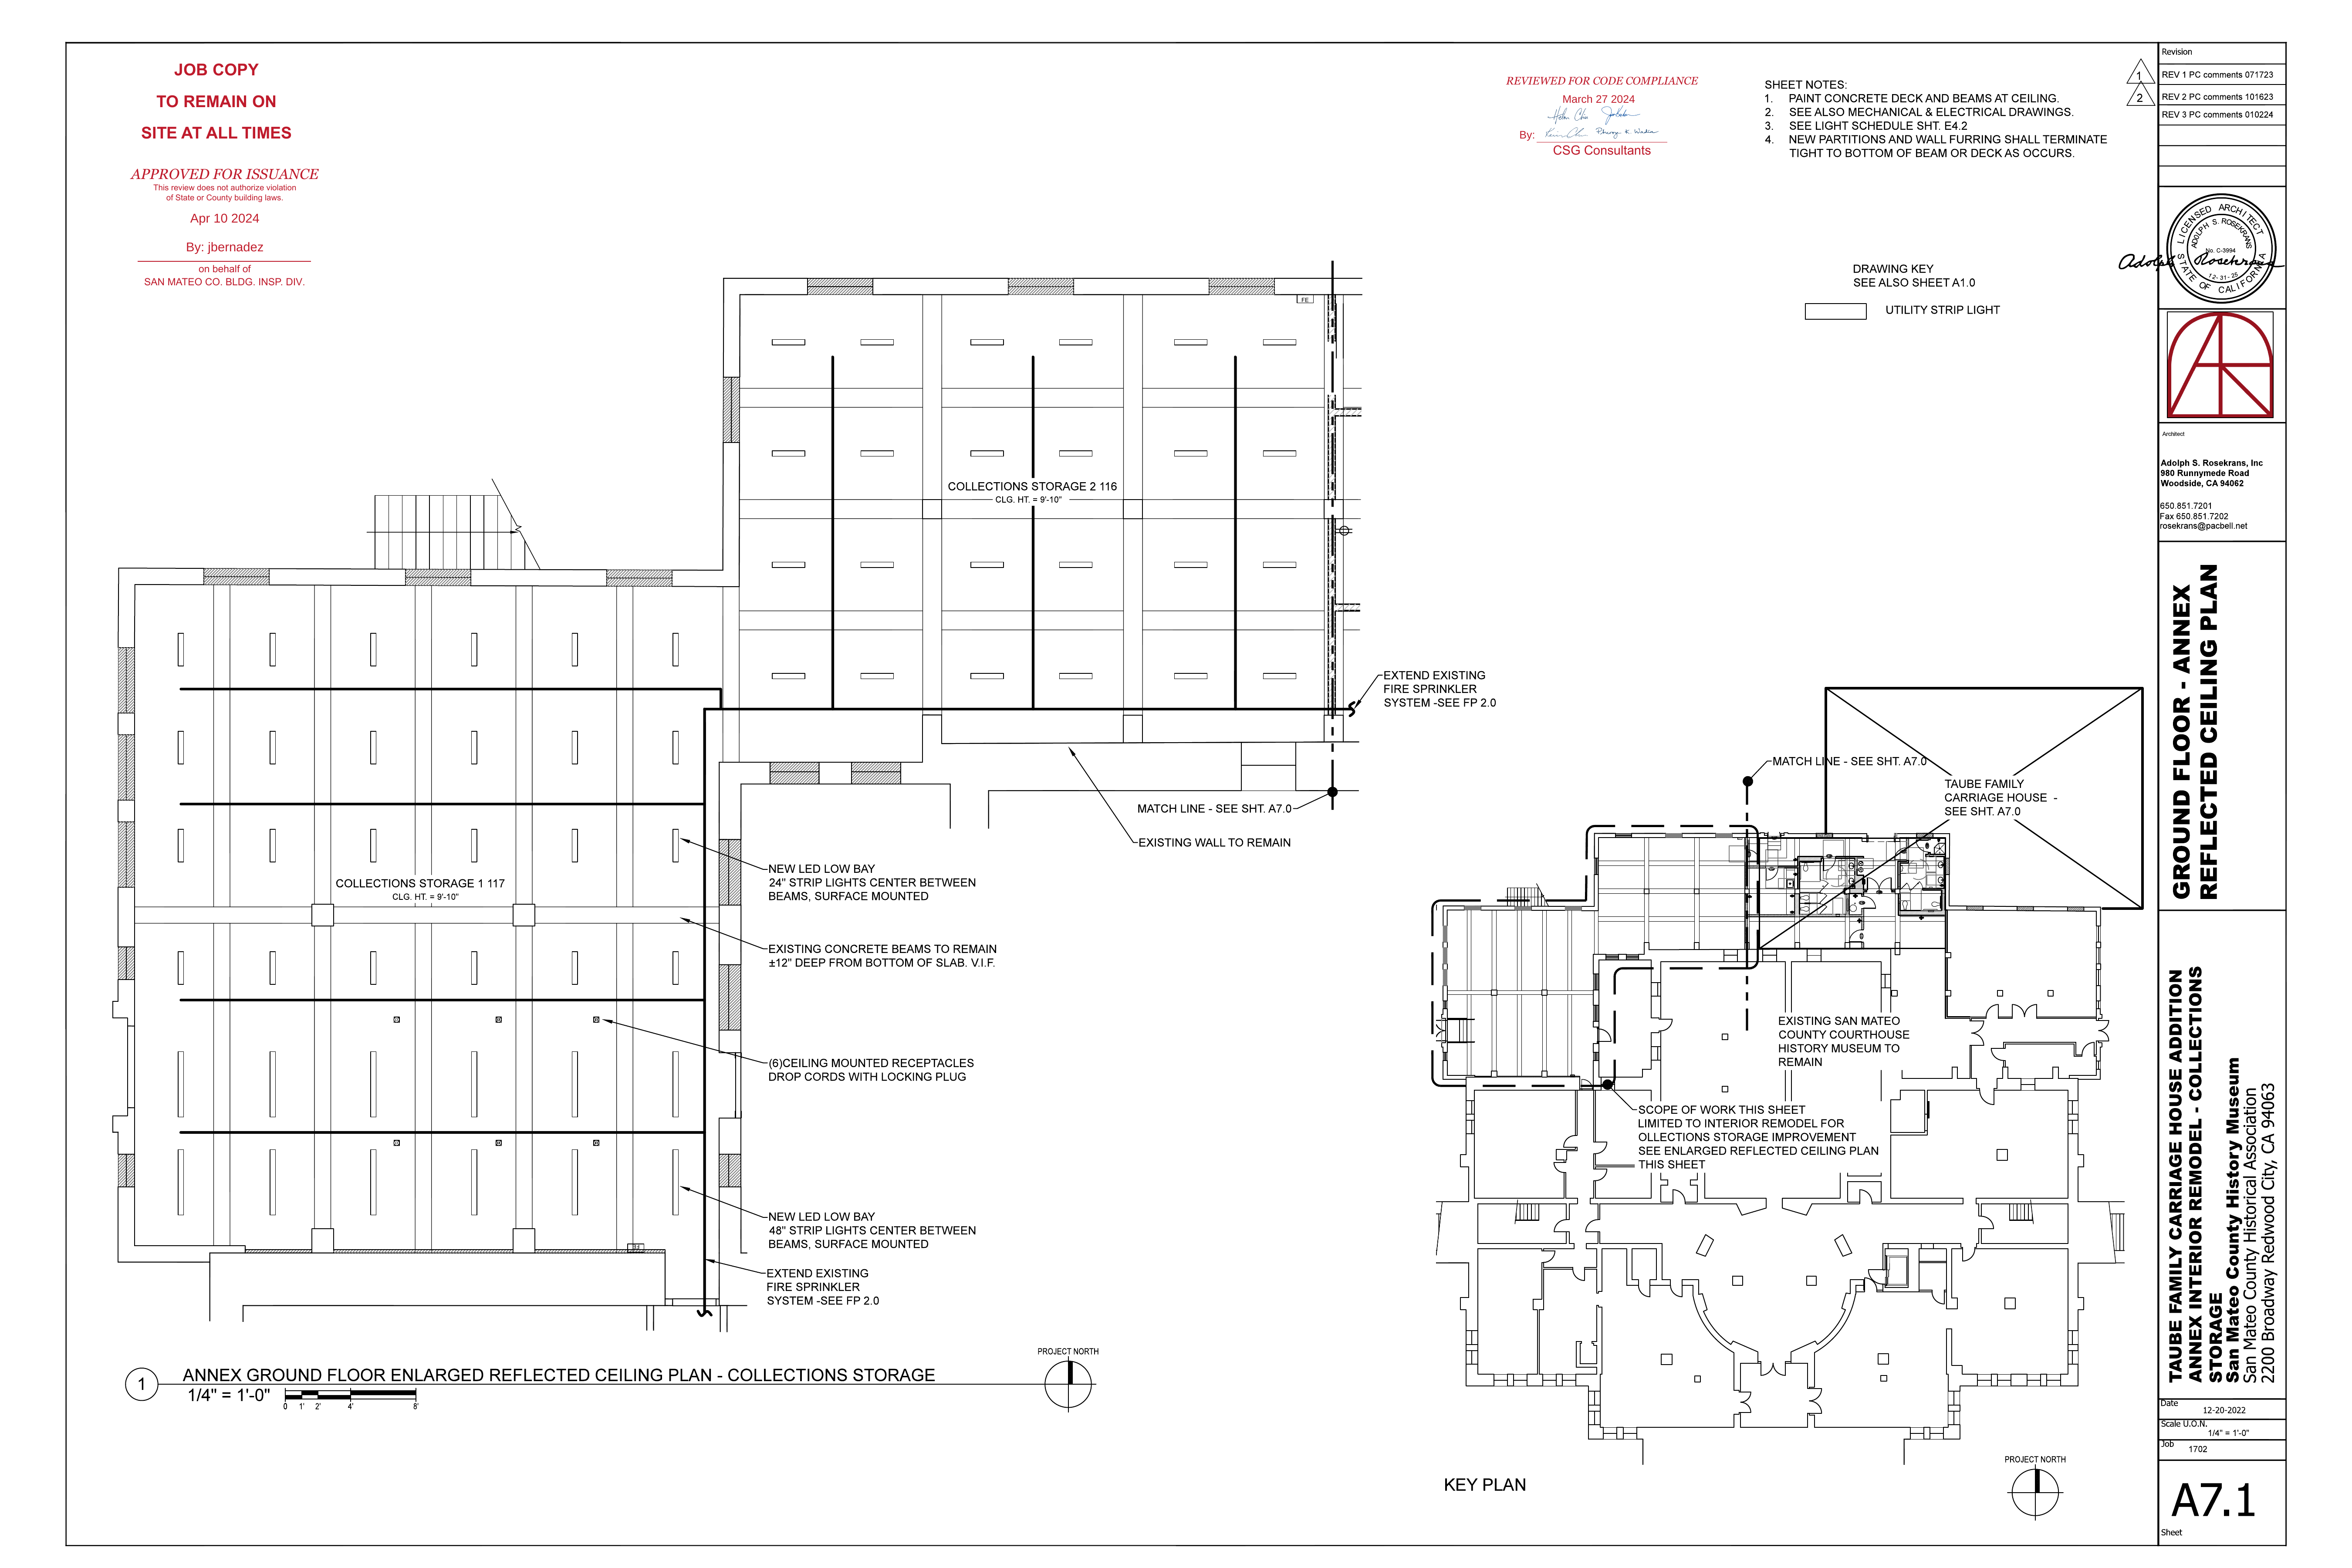 JOB COPY
TO REMAIN ON
SITE AT ALL TIMES
APPROVED FOR ISSUANCE
This review does not authorize violation
of State or County building laws.
Apr 10 2024
By: jbernadez
on behalf of
SAN MATEO CO. BLDG. INSP. DIV.
REVIEWED FOR CODE COMPLIANCE
March 27 2024
By:
CSG Consultants
SHEET NOTES:
1. PAINT CONCRETE DECK AND BEAMS AT CEILING.
2. SEE ALSO MECHANICAL & ELECTRICAL DRAWINGS.
3. SEE LIGHT SCHEDULE SHT. E4.2
4. NEW PARTITIONS AND WALL FURRING SHALL TERMINATE
TIGHT TO BOTTOM OF BEAM OR DECK AS OCCURS.
DRAWING KEY
SEE ALSO SHEET A1.0
UTILITY STRIP LIGHT
FE
COLLECTIONS STORAGE 2 116
CLG. HT. = 9'-10"
EXTEND EXISTING
FIRE SPRINKLER
SYSTEM -SEE FP 2.0
MATCH LINE - SEE SHT. A7.0
EXISTING WALL TO REMAIN
NEW LED LOW BAY
24" STRIP LIGHTS CENTER BETWEEN
BEAMS, SURFACE MOUNTED
COLLECTIONS STORAGE 1 117
CLG. HT. = 9'-10"
EXISTING CONCRETE BEAMS TO REMAIN
±12" DEEP FROM BOTTOM OF SLAB. V.I.F.
(6)CEILING MOUNTED RECEPTACLES
DROP CORDS WITH LOCKING PLUG
NEW LED LOW BAY
48" STRIP LIGHTS CENTER BETWEEN
BEAMS, SURFACE MOUNTED
EXTEND EXISTING
FIRE SPRINKLER
SYSTEM -SEE FP 2.0
1
ANNEX GROUND FLOOR ENLARGED REFLECTED CEILING PLAN - COLLECTIONS STORAGE
1/4" = 1'-0"
0 1' 2' 4' 8'
PROJECT NORTH
MATCH LINE - SEE SHT. A7.0
TAUBE FAMILY
CARRIAGE HOUSE -
SEE SHT. A7.0
EXISTING SAN MATEO
COUNTY COURTHOUSE
HISTORY MUSEUM TO
REMAIN
SCOPE OF WORK THIS SHEET
LIMITED TO INTERIOR REMODEL FOR
OLLECTIONS STORAGE IMPROVEMENT
SEE ENLARGED REFLECTED CEILING PLAN
THIS SHEET
KEY PLAN
PROJECT NORTH
Revision
1 REV 1 PC comments 071723
2 REV 2 PC comments 101623
REV 3 PC comments 010224
LICENSED ARCHITECT
ADOLPH S. ROSEKRANS
No. C-3994
12-31-25
STATE OF CALIFORNIA
Adolph Rosekrans
Architect
Adolph S. Rosekrans, Inc
980 Runnymede Road
Woodside, CA 94062
650.851.7201
Fax 650.851.7202
rosekrans@pacbell.net
GROUND FLOOR - ANNEX
REFLECTED CEILING PLAN
TAUBE FAMILY CARRIAGE HOUSE ADDITION
ANNEX INTERIOR REMODEL - COLLECTIONS
STORAGE
San Mateo County History Museum
San Mateo County Historical Association
2200 Broadway Redwood City, CA 94063
Date
12-20-2022
Scale U.O.N.
1/4" = 1'-0"
Job
1702
A7.1
Sheet